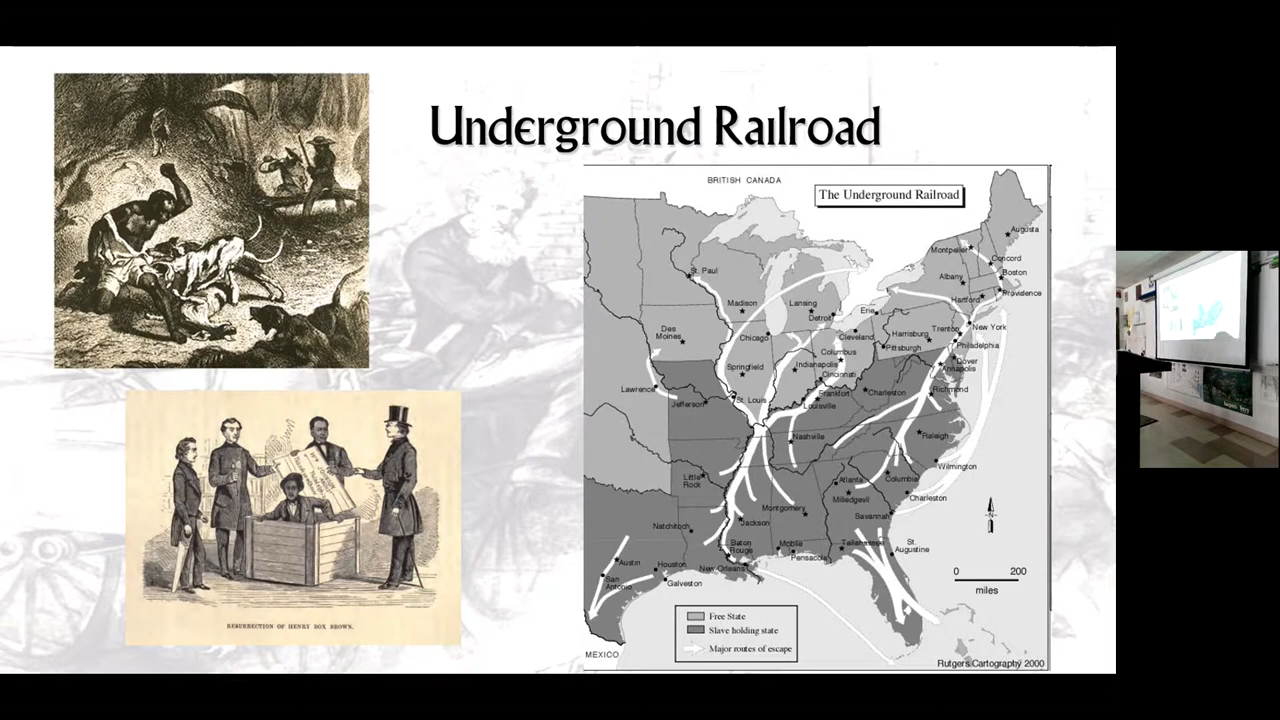 Underground Railroad
BRITISH CANADA
The Underground Railroad
Augusta
Montpelier
Concord
Boston
Albany
Providence
Hartford
St. Paul
Madison
Lansing
Detroit
Erie
New York
Trenton
Harrisburg
Cleveland
Philadelphia
Pittsburgh
Des
Moines
Chicago
Columbus
Dover
Annapolis
Indianapolis
Springfield
Cincinnati
Lawrence
Frankfort
Charleston
Richmond
Jefferson
St. Louis
Louisville
Nashville
Raleigh
Wilmington
Little
Rock
Atlanta
Columbia
Milledgevil
Charleston
Montgomery
Savannah
Natchitoch
Jackson
Baton
Rouge
Mobile
Pensacola
Tallahassee
St.
Augustine
Austin
Houston
New Orleans
San
Antonio
Galveston
N
0 200
miles
Free State
Slave holding state
Major routes of escape
MEXICO
Rutgers Cartography 2000
RESURRECTION OF HENRY BOX BROWN.